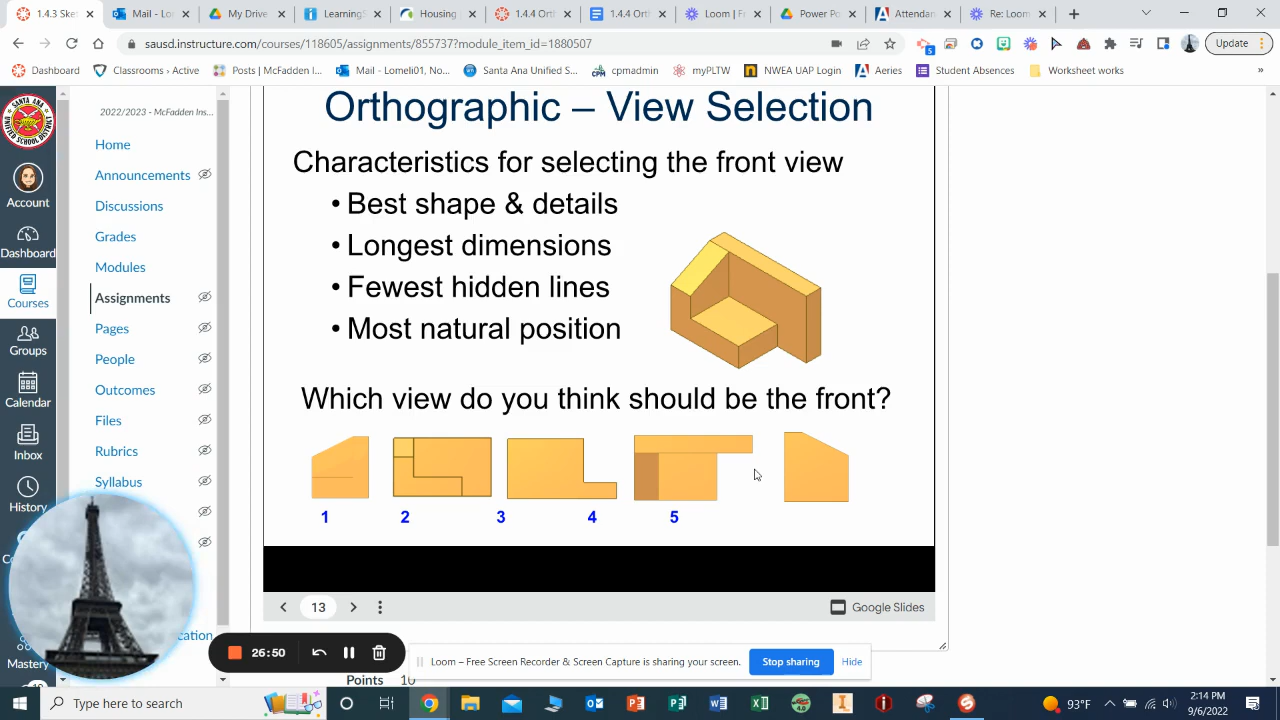 1.4.3 Ske
Mail - Lo
My Drive
LearningS
Housing
1.4.4 Ort
1.4.4 Ort
Loom | F
Power Po
Attendan
Re: Loom
sausd.instructure.com/courses/118605/assignments/855737?module_item_id=1880507
Update
Dashboard
Classroom- Active
Posts | McFadden I...
Mail - Lomeli01, No...
Santa Ana Unified S...
cpmadmin
myPLTW
NWEA UAP Login
Aeries
Student Absences
Worksheet works
»
Account
Dashboard
Courses
Groups
Calendar
Inbox
History
Mastery
2022/2023 - McFadden Ins...
Home
Announcements
Discussions
Grades
Modules
Assignments
Pages
People
Outcomes
Files
Rubrics
Syllabus
cation
Orthographic – View Selection
Characteristics for selecting the front view
• Best shape & details
• Longest dimensions
• Fewest hidden lines
• Most natural position
Which view do you think should be the front?
1 2 3 4 5
13
Google Slides
26:50
Loom – Free Screen Recorder & Screen Capture is sharing your screen.
Stop sharing
Hide
Points 10
Type here to search
93°F
2:14 PM
9/6/2022